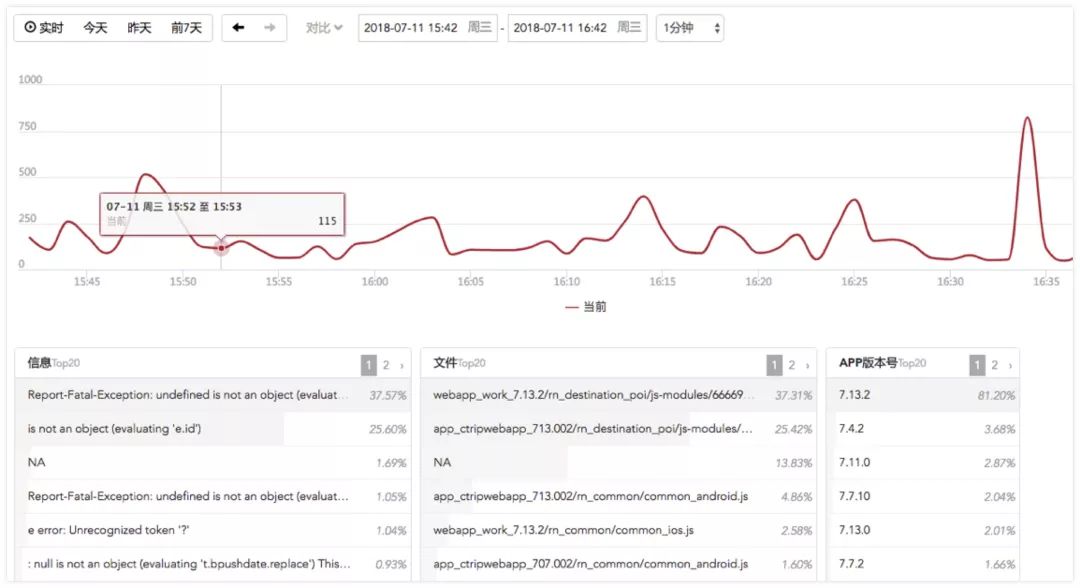 实时 今天 昨天 前7天 对比 2018-07-11 15:42 周三 - 2018-07-11 16:42 周三 1分钟
1000
750
500
250
0
07-11 周三 15:52 至 15:53
当前 115
15:45 15:50 15:55 16:00 16:05 16:10 16:15 16:20 16:25 16:30 16:35
当前
信息Top20 1 2 ›
Report-Fatal-Exception: undefined is not an object (evaluat... 37.57%
is not an object (evaluating 'e.id') 25.60%
NA 1.69%
Report-Fatal-Exception: undefined is not an object (evaluat... 1.05%
e error: Unrecognized token '?' 1.04%
: null is not an object (evaluating 't.bpushdate.replace') This... 0.93%
文件Top20 1 2 ›
webapp_work_7.13.2/rn_destination_poi/js-modules/66669... 37.31%
app_ctripwebapp_713.002/rn_destination_poi/js-modules/... 25.42%
NA 13.83%
app_ctripwebapp_713.002/rn_common/common_android.js 4.86%
webapp_work_7.13.2/rn_common/common_ios.js 2.58%
app_ctripwebapp_707.002/rn_common/common_android.js 1.60%
APP版本号Top20 1 2 ›
7.13.2 81.20%
7.4.2 3.68%
7.11.0 2.87%
7.7.10 2.04%
7.13.0 2.01%
7.7.2 1.66%